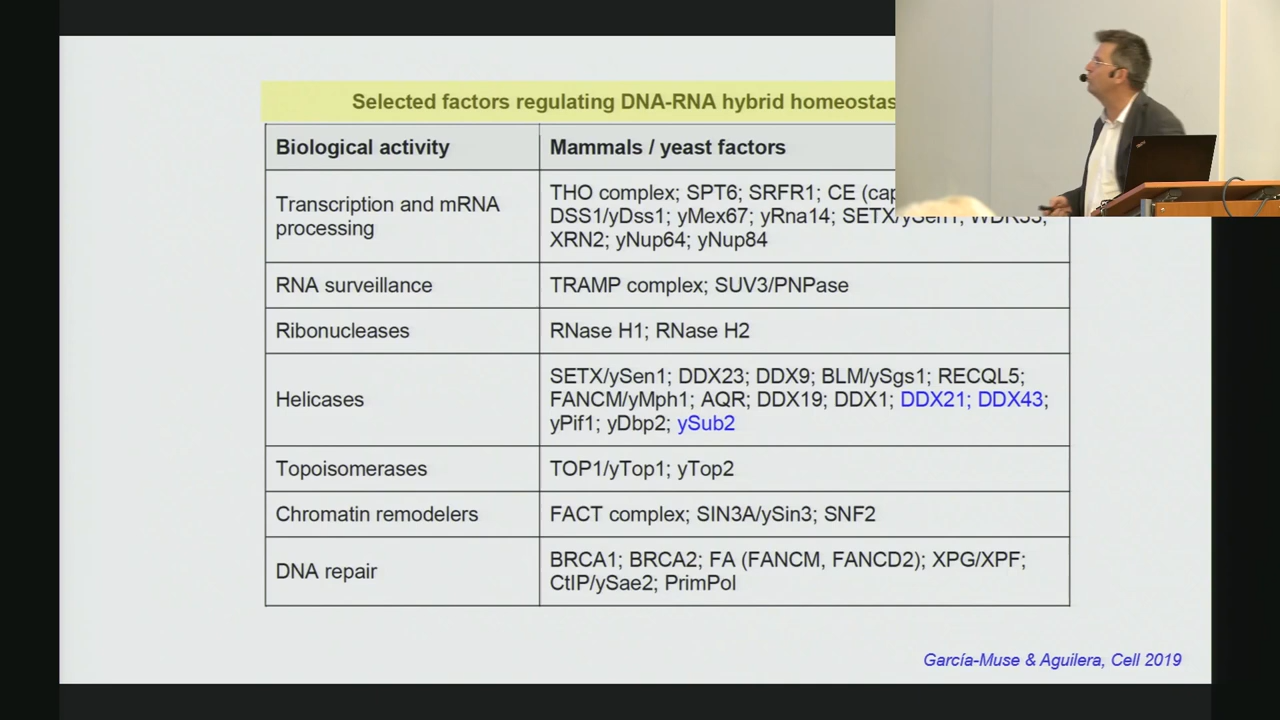 Selected factors regulating DNA-RNA hybrid homeostas
Biological activity
Mammals / yeast factors
Transcription and mRNA
processing
THO complex; SPT6; SRFR1; CE (cap
DSS1/yDss1; yMex67; yRna14; SETX/ySen1;
XRN2; yNup64; yNup84
RNA surveillance
TRAMP complex; SUV3/PNPase
Ribonucleases
RNase H1; RNase H2
Helicases
SETX/ySen1; DDX23; DDX9; BLM/ySgs1; RECQL5;
FANCM/yMph1; AQR; DDX19; DDX1; DDX21; DDX43;
yPif1; yDbp2; ySub2
Topoisomerases
TOP1/yTop1; yTop2
Chromatin remodelers
FACT complex; SIN3A/ySin3; SNF2
DNA repair
BRCA1; BRCA2; FA (FANCM, FANCD2); XPG/XPF;
CtIP/ySae2; PrimPol
García-Muse & Aguilera, Cell 2019